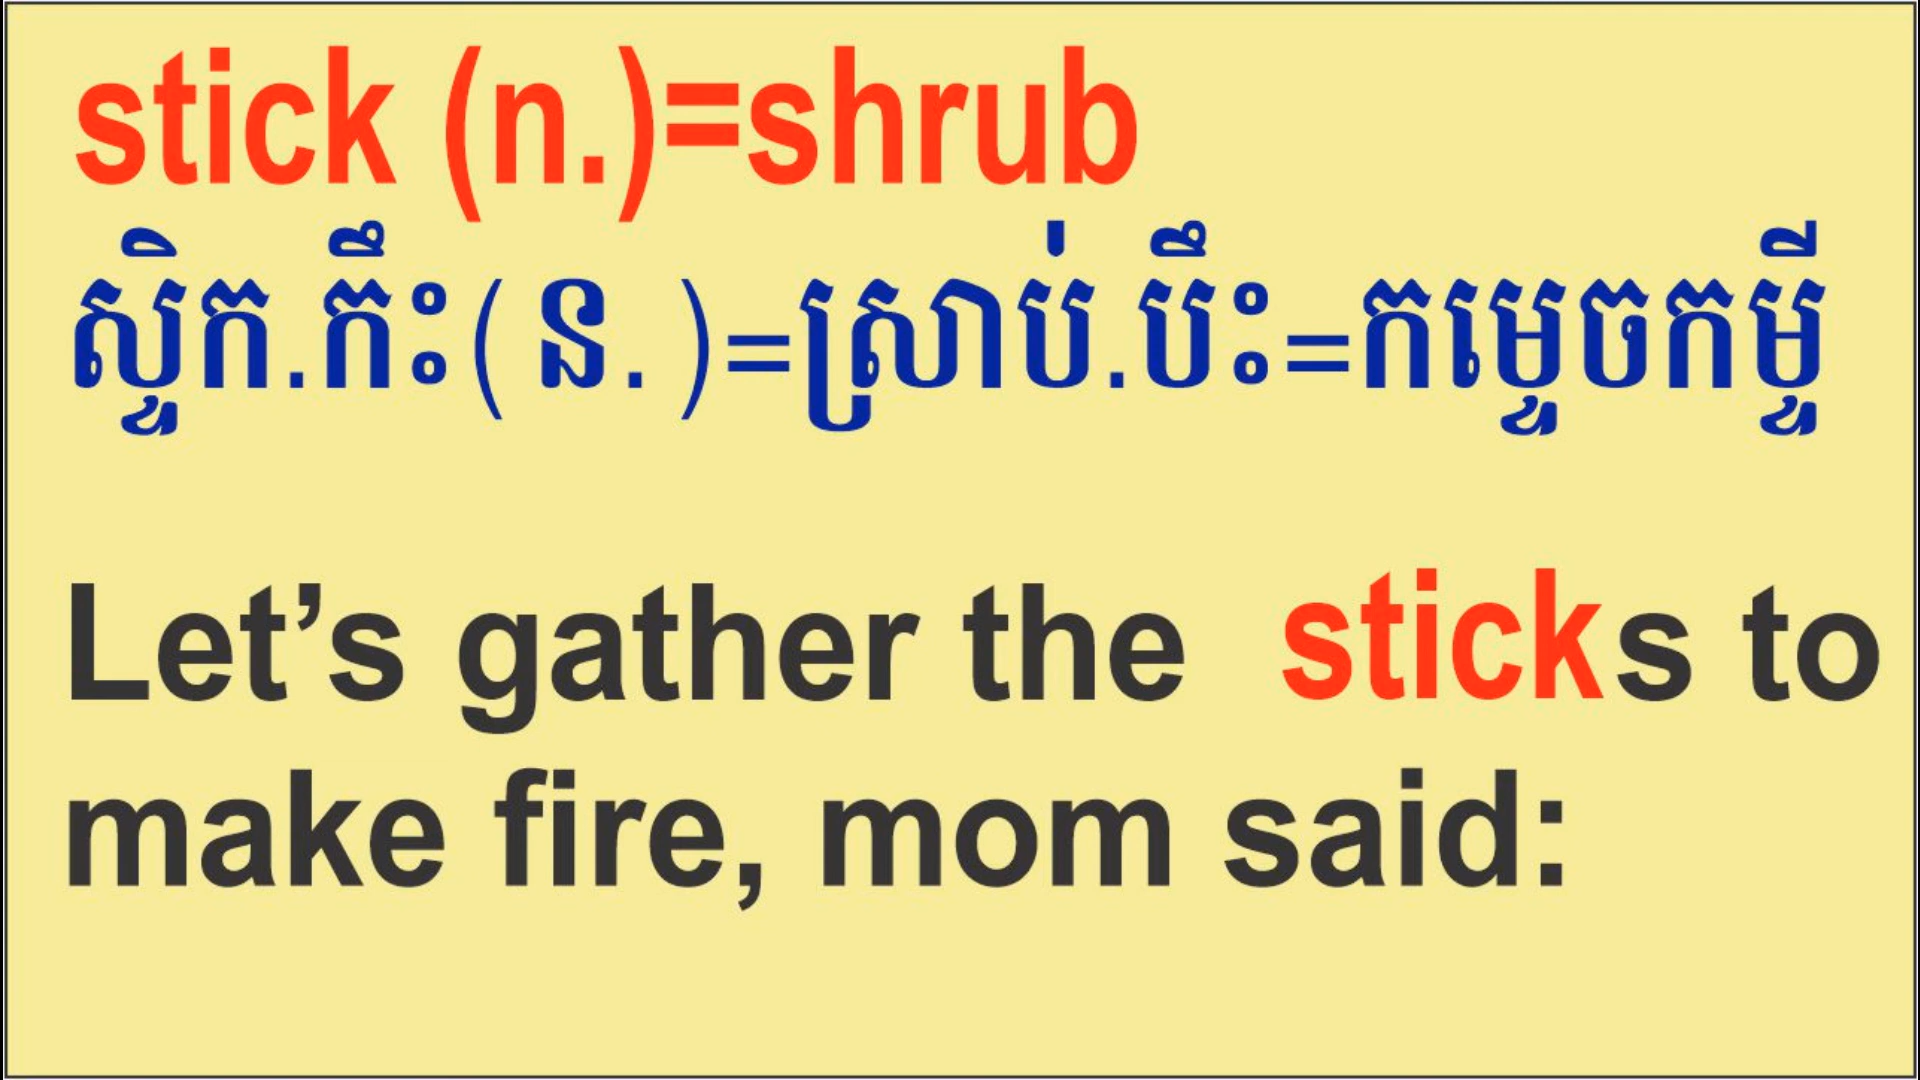 stick (n.)=shrub
ស្ទិក.កឹះ(ន.)=ស្រាប់.បឹះ=កម្ទេចកម្ទី
Let’s gather the sticks to
make fire, mom said: